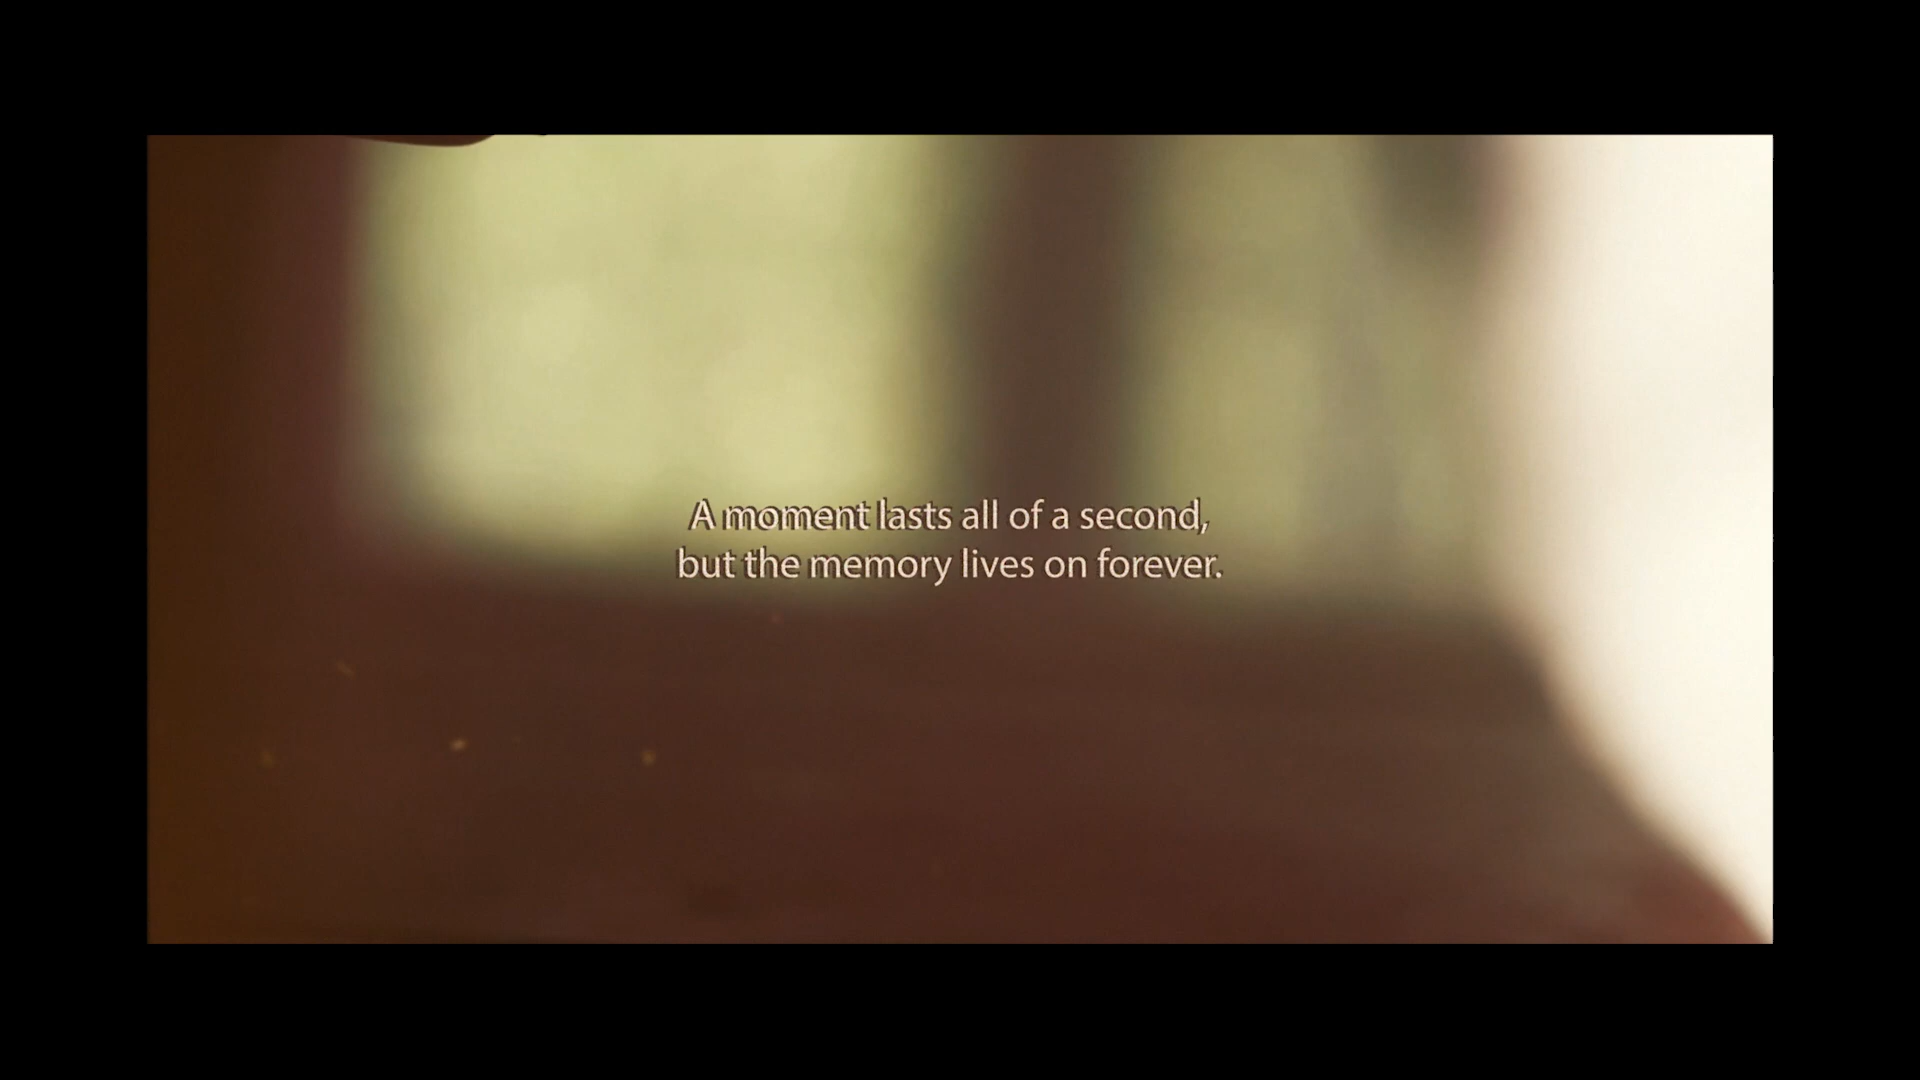 A moment lasts all of a second,
but the memory lives on forever.